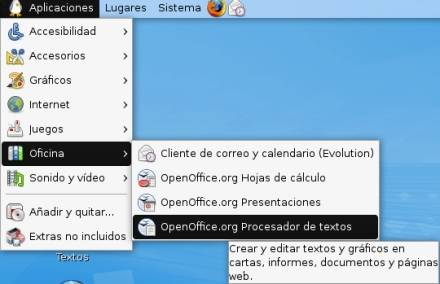 Aplicaciones Lugares Sistema
Accesibilidad
Accesorios
Gráficos
Internet
Juegos
Oficina
Sonido y vídeo
Añadir y quitar...
Extras no incluidos
Cliente de correo y calendario (Evolution)
OpenOffice.org Hojas de cálculo
OpenOffice.org Presentaciones
OpenOffice.org Procesador de textos
Crear y editar textos y gráficos en
cartas, informes, documentos y páginas
web.
Textos